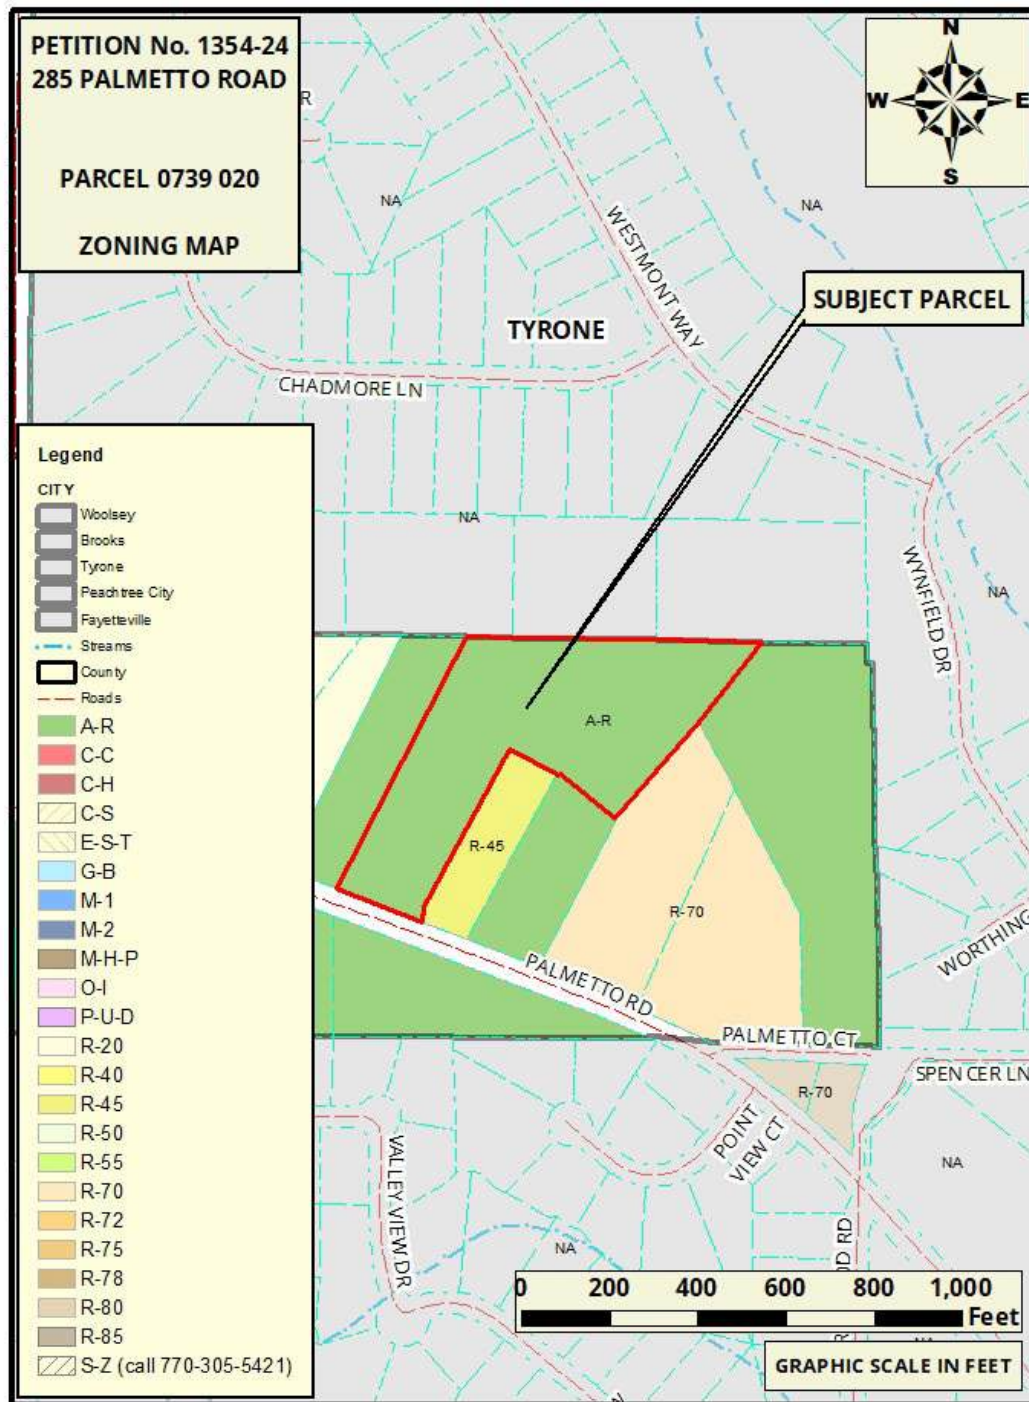 PETITION No. 1354-24
285 PALMETTO ROAD
PARCEL 0739 020
ZONING MAP
R
N
W
E
S
NA
NA
WESTMONT WAY
SUBJECT PARCEL
TYRONE
CHADMORE LN
NA
WYNFIELD DR
NA
Legend
CITY
Woolsey
Brooks
Tyrone
Peachtree City
Fayetteville
Streams
County
Roads
A-R
C-C
C-H
C-S
E-S-T
G-B
M-1
M-2
M-H-P
O-I
P-U-D
R-20
R-40
R-45
R-50
R-55
R-70
R-72
R-75
R-78
R-80
R-85
S-Z (call 770-305-5421)
A-R
R-45
R-70
WORTHING
PALMETTO RD
PALMETTO CT
SPENCER LN
R-70
POINT
VIEW CT
VALLEY VIEW DR
NA
NA
OD RD
R
0 200 400 600 800 1,000
Feet
NA
GRAPHIC SCALE IN FEET